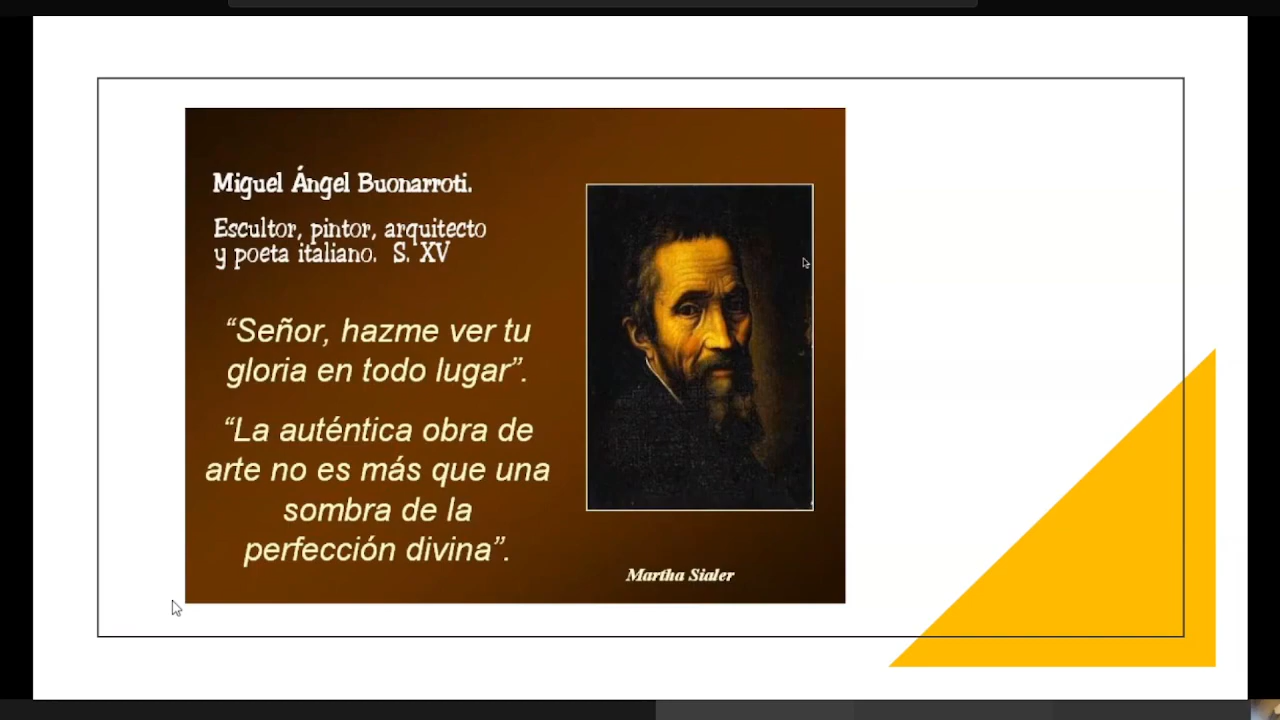 Miguel Ángel Buonarroti.
Escultor, pintor, arquitecto
y poeta italiano. S. XV
“Señor, hazme ver tu
gloria en todo lugar”.
“La auténtica obra de
arte no es más que una
sombra de la
perfección divina”.
Martha Sialer